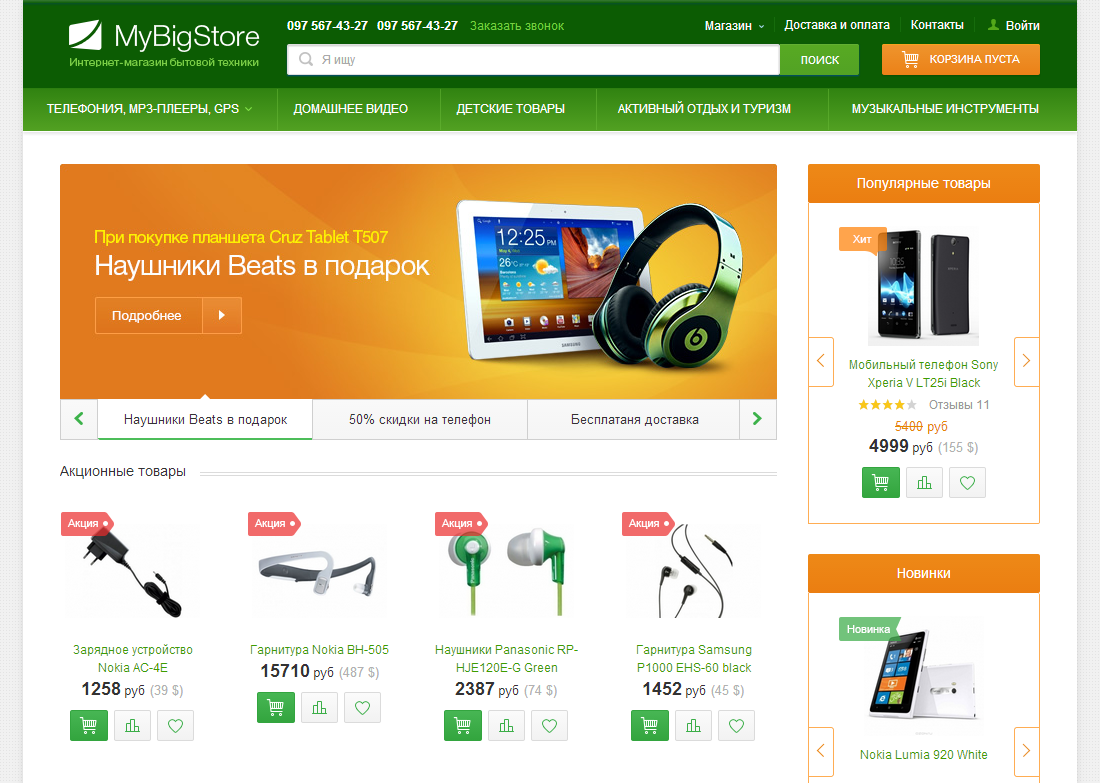 MyBigStore
Интернет-магазин бытовой техники
097 567-43-27 097 567-43-27 Заказать звонок
Магазин Доставка и оплата Контакты Войти
Я ищу
ПОИСК
КОРЗИНА ПУСТА
ТЕЛЕФОНИЯ, MP3-ПЛЕЕРЫ, GPS ДОМАШНЕЕ ВИДЕО ДЕТСКИЕ ТОВАРЫ АКТИВНЫЙ ОТДЫХ И ТУРИЗМ МУЗЫКАЛЬНЫЕ ИНСТРУМЕНТЫ
При покупке планшета Cruz Tablet T507
Наушники Beats в подарок
Подробнее
12:25 PM
26°
SAMSUNG
Наушники Beats в подарок 50% скидки на телефон Бесплатаня доставка
Акционные товары
Акция
Зарядное устройство
Nokia AC-4E
1258 руб (39 $)
Акция
Гарнитура Nokia BH-505
15710 руб (487 $)
Акция
Panasonic
Наушники Panasonic RP-
HJE120E-G Green
2387 руб (74 $)
Акция
Гарнитура Samsung
P1000 EHS-60 black
1452 руб (45 $)
Популярные товары
Хит
Мобильный телефон Sony
Xperia V LT25i Black
Отзывы 11
5400 руб
4999 руб (155 $)
Новинки
Новинка
Nokia Lumia 920 White